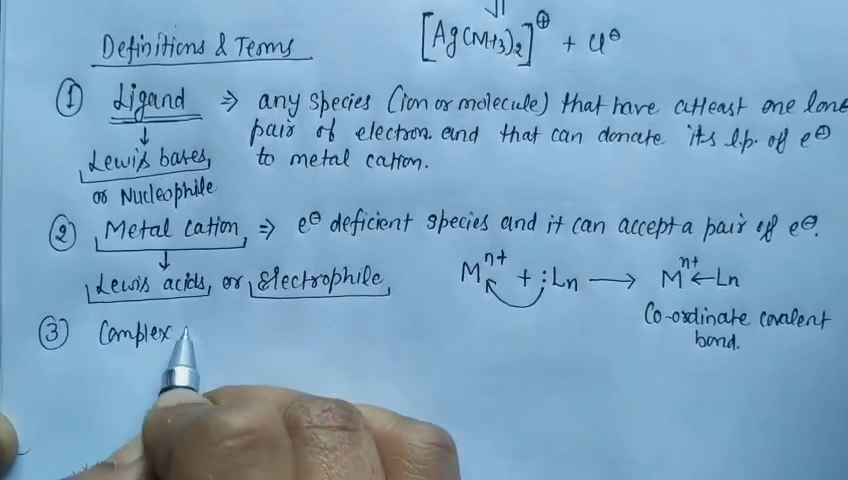 [Ag(NH3)2]⊕ + Cl⊖
Definitions & Terms
① Ligand ⇒ any species (ion or molecule) that have atleast one lone
pair of electron and that can donate its l.p. of e⊖
to metal cation.
↓
Lewis bases,
or Nucleophile
② Metal cation ⇒ e⊖ deficient species and it can accept a pair of e⊖.
↓
Lewis acids, or Electrophile
Mn+ + :Ln → Mn+←Ln
Co-ordinate covalent
bond.
③ Complex